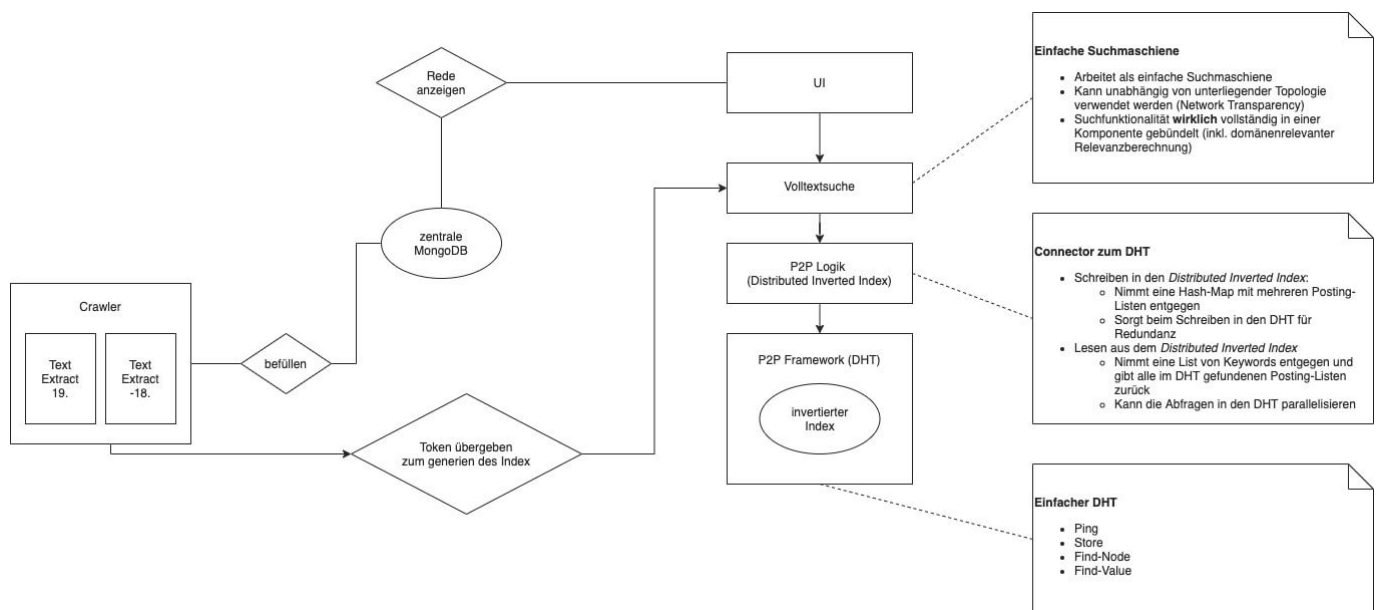 Rede
anzeigen
UI
Volltextsuche
zentrale
MongoDB
P2P Logik
(Distributed Inverted Index)
Crawler
Text
Extract
19.
Text
Extract
-18.
befüllen
P2P Framework (DHT)
invertierter
Index
Token übergeben
zum generien des Index
Einfache Suchmaschiene
• Arbeitet als einfache Suchmaschiene
• Kann unabhängig von unterliegender Topologie
verwendet werden (Network Transparency)
• Suchfunktionalität wirklich vollständig in einer
Komponente gebündelt (inkl. domänenrelevanter
Relevanzberechnung)
Connector zum DHT
• Schreiben in den Distributed Inverted Index:
○ Nimmt eine Hash-Map mit mehreren Posting-
Listen entgegen
○ Sorgt beim Schreiben in den DHT für
Redundanz
• Lesen aus dem Distributed Inverted Index
○ Nimmt eine List von Keywords entgegen und
gibt alle im DHT gefundenen Posting-Listen
zurück
○ Kann die Abfragen in den DHT parallelisieren
Einfacher DHT
• Ping
• Store
• Find-Node
• Find-Value